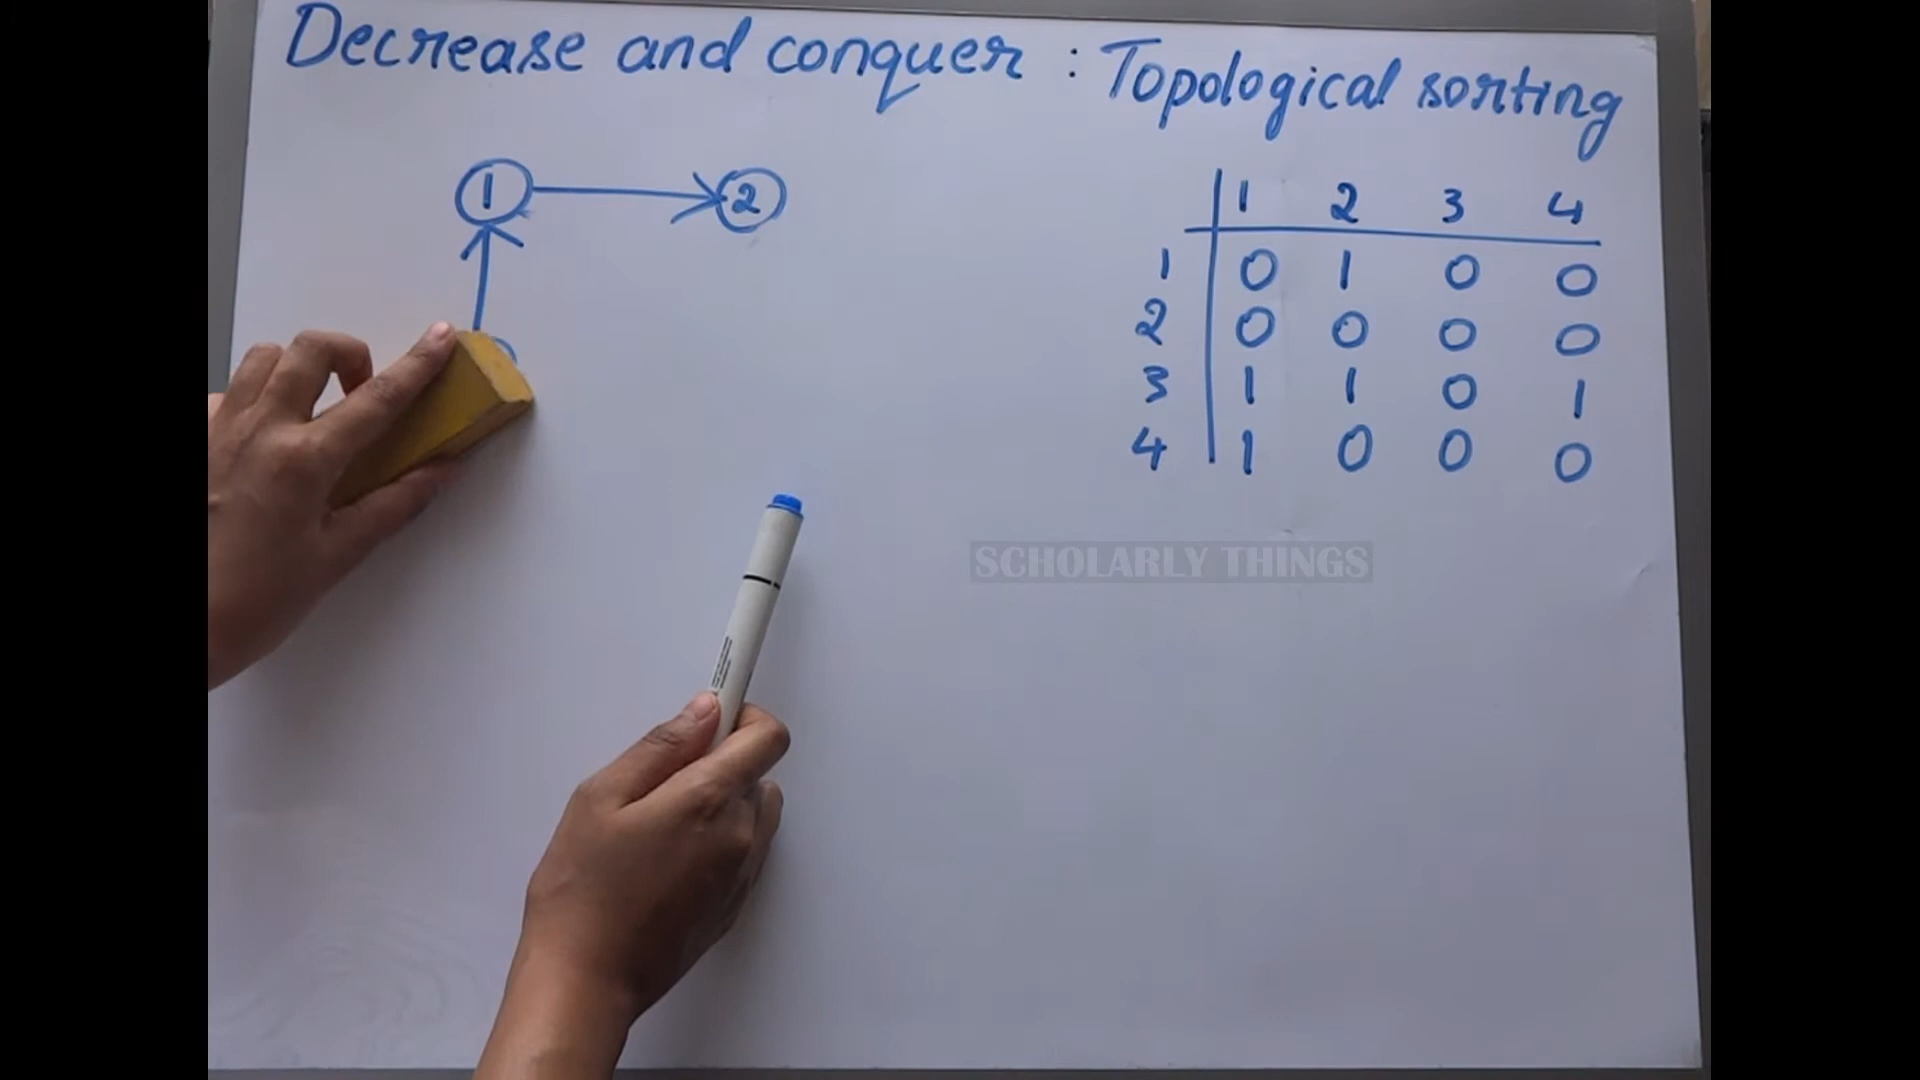 Decrease and conquer : Topological sorting
1 2
1 2 3 4
1 0 1 0 0
2 0 0 0 0
3 1 1 0 1
4 1 0 0 0
SCHOLARLY THINGS